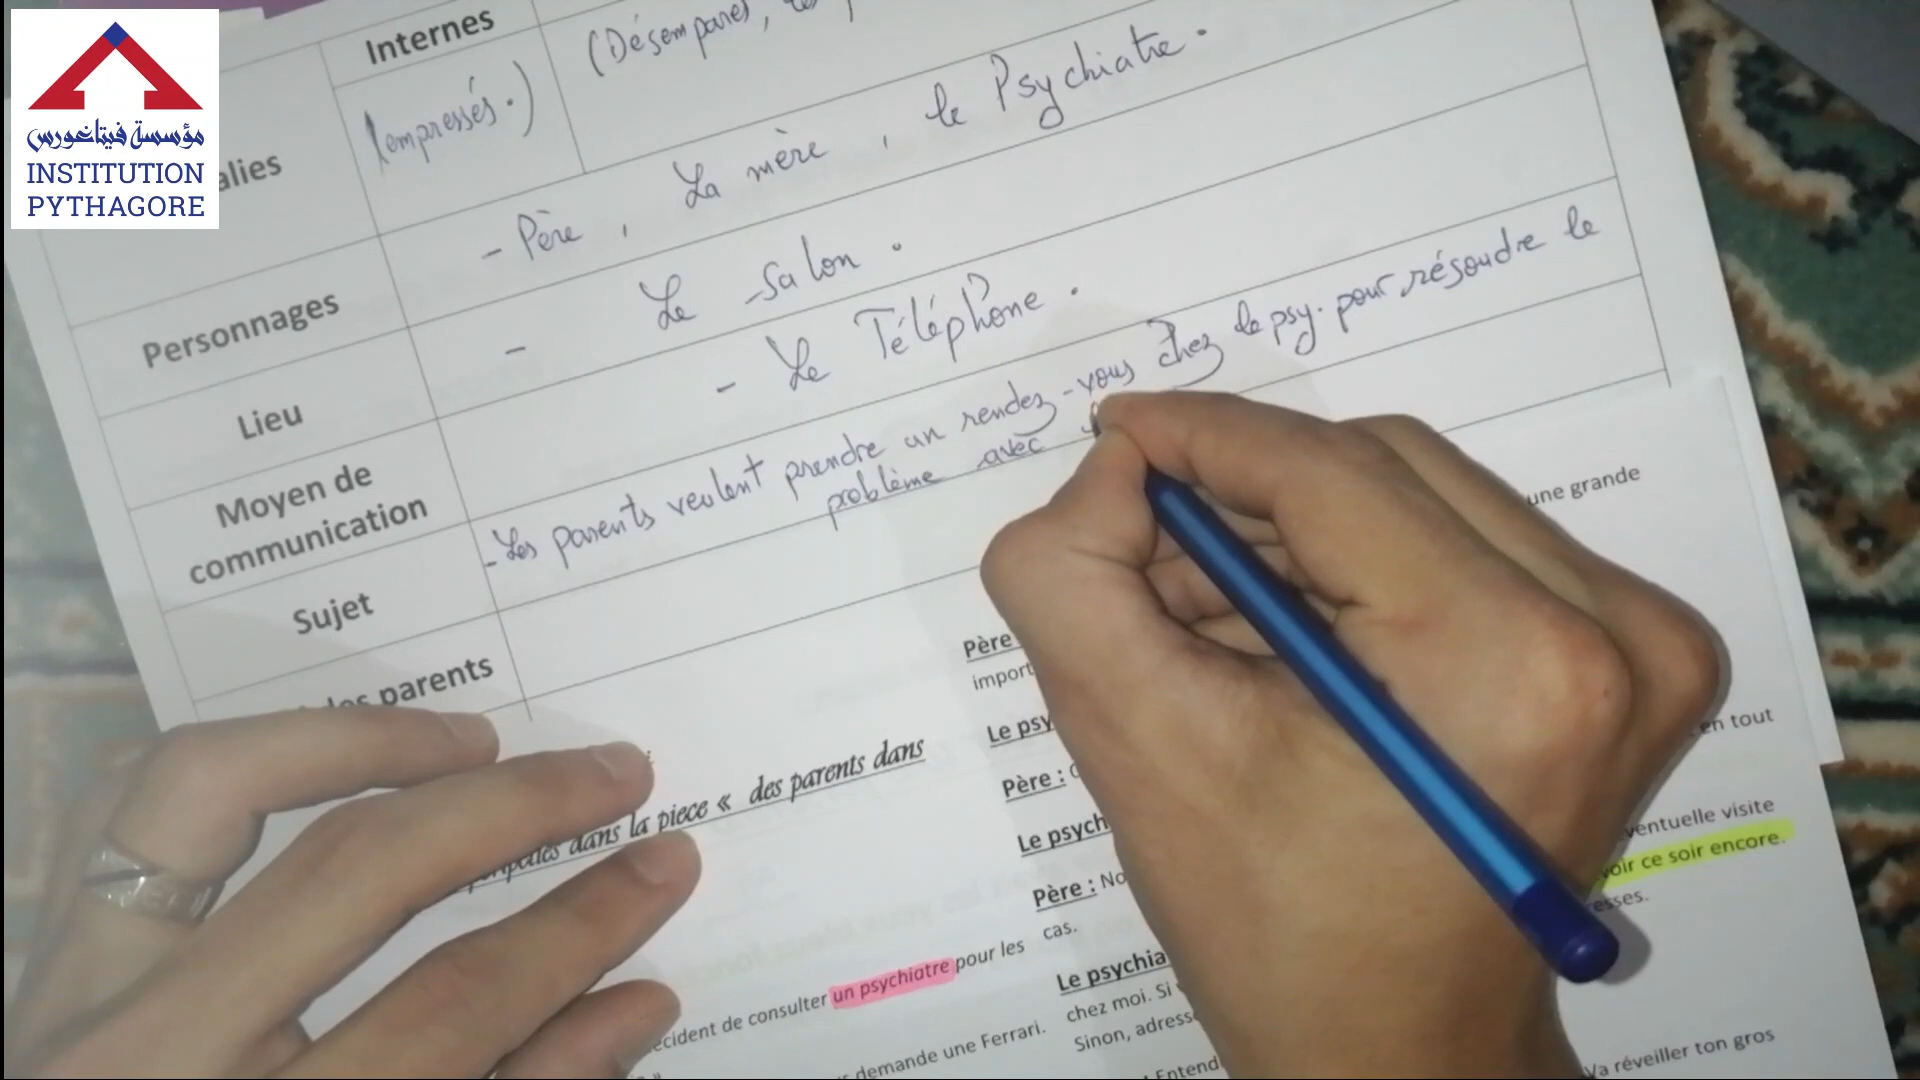 مؤسسة فيتاغورس
INSTITUTION
PYTHAGORE
Internes
(Désemparés,
alies
(empressés.)
Personnages
- Père, La mère, le Psychiatre.
Lieu
- Le salon.
Moyen de
communication
- Le Téléphone.
Sujet
- Les parents veulent prendre un rendez-vous chez le psy. pour résoudre le
problème avec
des parents
dans la piece « des parents dans
cident de consulter un psychiatre pour les
demande une Ferrari.
une grande
Père
import
Le psy
en tout
Père :
Le psych
ventuelle visite
Père : No
voir ce soir encore.
cas.
esses.
Le psychia
chez moi. Si
Sinon, adress
Entend
Va réveiller ton gros